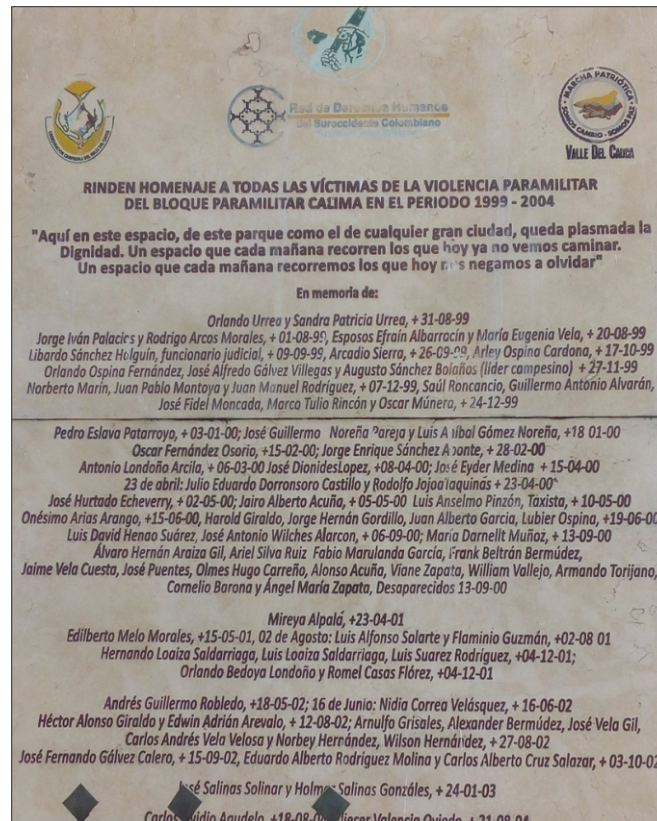 Red de Derechos Humanos
del Suroccidente Colombiano
MARCHA PATRIÓTICA
SOMOS CAMBIO - SOMOS PAZ
VALLE DEL CAUCA
RINDEN HOMENAJE A TODAS LAS VÍCTIMAS DE LA VIOLENCIA PARAMILITAR
DEL BLOQUE PARAMILITAR CALIMA EN EL PERIODO 1999 - 2004
"Aquí en este espacio, de este parque como el de cualquier gran ciudad, queda plasmada la
Dignidad. Un espacio que cada mañana recorren los que hoy ya no vemos caminar.
Un espacio que cada mañana recorremos los que hoy nos negamos a olvidar"
En memoria de:
Orlando Urrea y Sandra Patricia Urrea, + 31-08-99
Jorge Iván Palacios y Rodrigo Arcos Morales, + 01-08-99, Esposos Efraín Albarracín y María Eugenia Vela, + 20-08-99
Libardo Sánchez Holguín, funcionario judicial, + 09-09-99, Arcadio Sierra, + 26-09-99, Arley Ospina Cardona, + 17-10-99
Orlando Ospina Fernández, José Alfredo Gálvez Villegas y Augusto Sánchez Bolaños (líder campesino) + 27-11-99
Norberto Marín, Juan Pablo Montoya y Juan Manuel Rodríguez, + 07-12-99, Saúl Roncancio, Guillermo Antonio Alvarán,
José Fidel Moncada, Marco Tulio Rincón y Oscar Múnera, + 24-12-99
Pedro Eslava Patarroyo, + 03-01-00; José Guillermo Noreña Pareja y Luis Aníbal Gómez Noreña, +18 01-00
Oscar Fernández Osorio, +15-02-00; Jorge Enrique Sánchez Aponte, + 28-02-00
Antonio Londoño Arcila, + 06-03-00 José DionidesLopez, +08-04-00; José Eyder Medina + 15-04-00
23 de abril: Julio Eduardo Dorronsoro Castillo y Rodolfo + 23-04-00
José Hurtado Echeverry, + 02-05-00; Jairo Alberto Acuña, + 05-05-00 Luis Anselmo Pinzón, Taxista, + 10-05-00
Onésimo Arias Arango, +15-06-00, Harold Giraldo, Jorge Hernán Gordillo, Juan Alberto Garcia, Lubier Ospina, +19-06-00
Luis David Henao Suárez, José Antonio Wilches Alarcon, + 06-09-00; María Darnellt Muñoz, + 13-09-00
Álvaro Hernán Araiza Gil, Ariel Silva Ruiz Fabio Marulanda García, Frank Beltrán Bermúdez,
Jaime Vela Cuesta, José Puentes, Olmes Hugo Carreño, Alonso Acuña, Viane Zapata, William Vallejo, Armando Torijano,
Cornelio Barona y Ángel María Zapata, Desaparecidos 13-09-00
Mireya Alpalá, +23-04-01
Edilberto Melo Morales, +15-05-01, 02 de Agosto: Luis Alfonso Solarte y Flaminio Guzmán, +02-08 01
Hernando Loaiza Saldarriaga, Luis Loaiza Saldarriaga, Luis Suarez Rodríguez, +04-12-01;
Orlando Bedoya Londoño y Romel Casas Flórez, +04-12-01
Andrés Guillermo Robledo, +18-05-02; 16 de Junio: Nidia Correa Velásquez, + 16-06-02
Héctor Alonso Giraldo y Edwin Adrián Arevalo, + 12-08-02; Arnulfo Grisales, Alexander Bermúdez, José Vela Gil,
Carlos Andrés Vela Velosa y Norbey Hernández, Wilson Hernández, + 27-08-02
José Fernando Gálvez Calero, + 15-09-02, Eduardo Alberto Rodríguez Molina y Carlos Alberto Cruz Salazar, + 03-10-02
José Salinas Solinar y Holmes Salinas Gonzáles, + 24-01-03
Agudelo, Valencia Oviedo, + 21-08-04